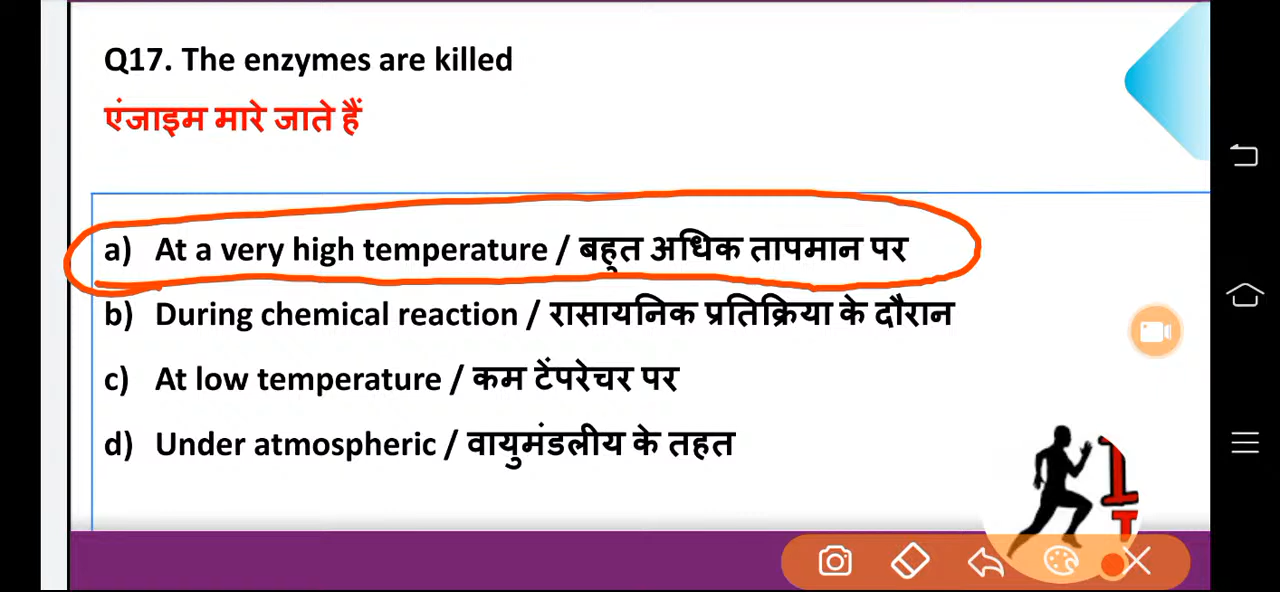 Q17. The enzymes are killed
एंजाइम मारे जाते हैं
a) At a very high temperature / बहुत अधिक तापमान पर
b) During chemical reaction / रासायनिक प्रतिक्रिया के दौरान
c) At low temperature / कम टेंपरेचर पर
d) Under atmospheric / वायुमंडलीय के तहत